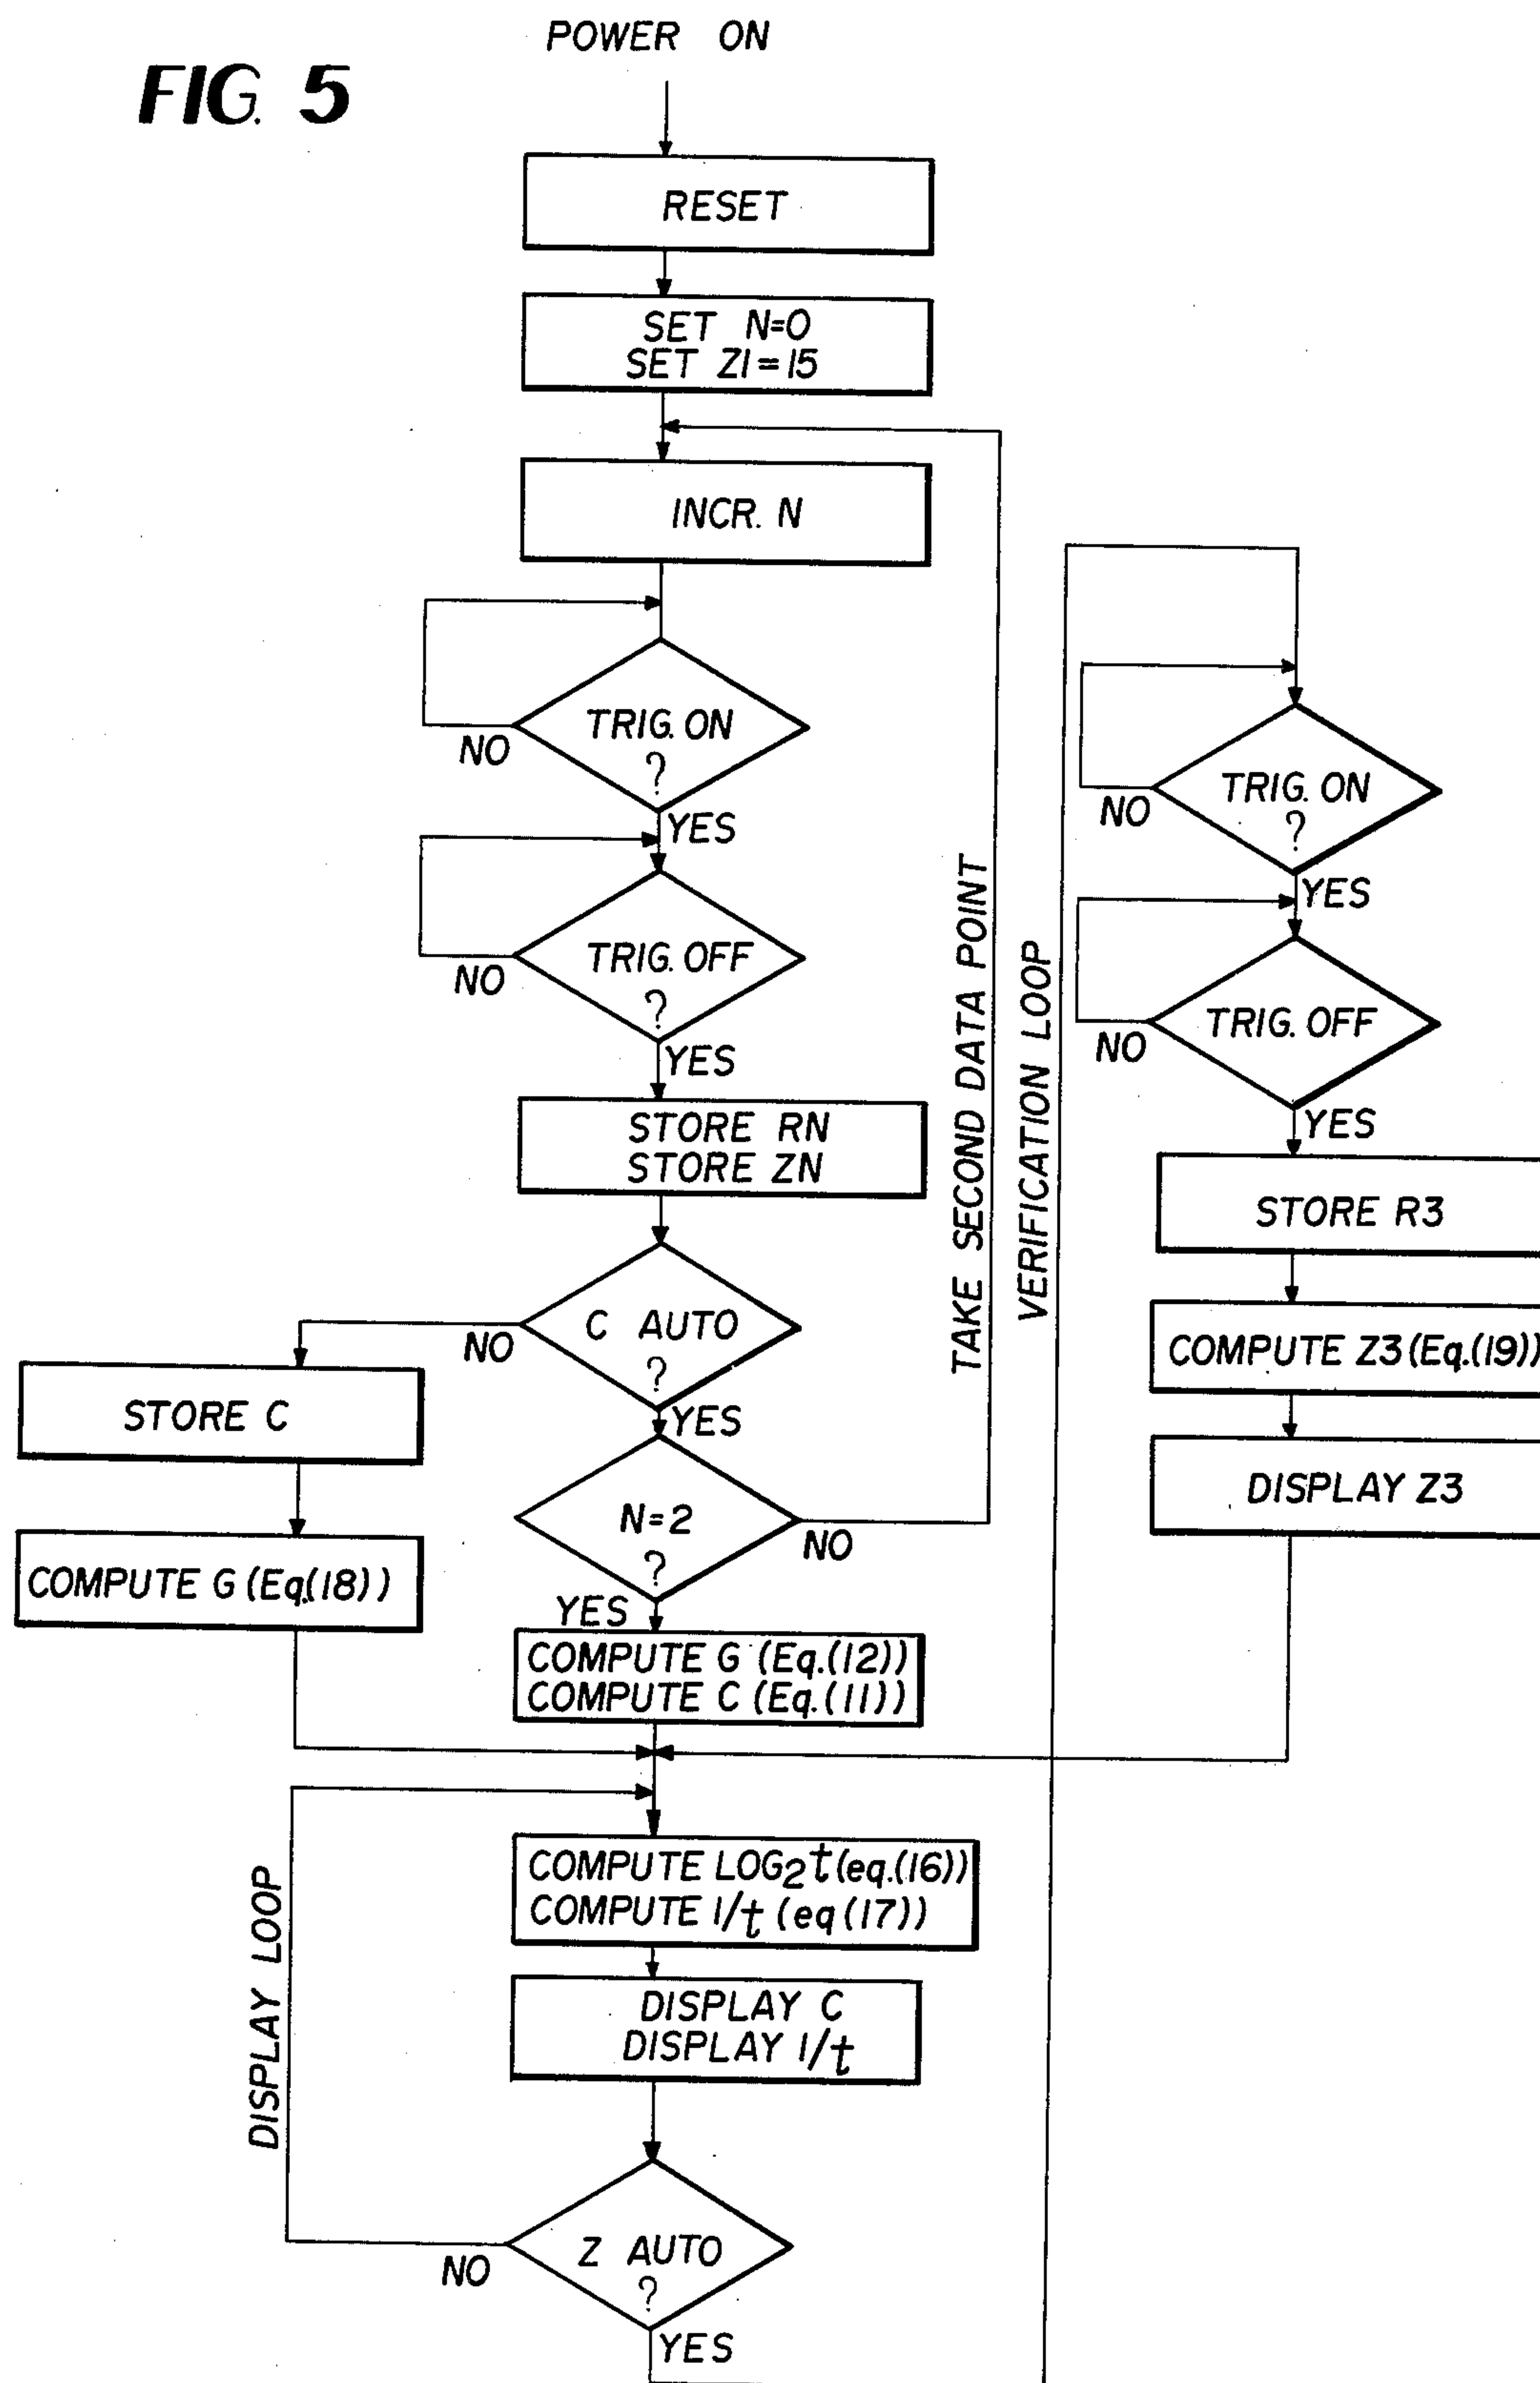 POWER ON
FIG. 5
RESET
SET N=0
SET Z1=15
INCR. N
TRIG. ON
?
NO
YES
TRIG. OFF
?
NO
YES
STORE RN
STORE ZN
C AUTO
?
NO
YES
STORE C
COMPUTE G (Eq.(18))
N=2
?
NO
YES
TAKE SECOND DATA POINT
COMPUTE G (Eq.(12))
COMPUTE C (Eq.(11))
COMPUTE LOG2t(eq.(16))
COMPUTE 1/t (eq(17))
DISPLAY C
DISPLAY 1/t
DISPLAY LOOP
Z AUTO
?
NO
YES
VERIFICATION LOOP
TRIG. ON
?
NO
YES
TRIG. OFF
NO
YES
STORE R3
COMPUTE Z3 (Eq.(19))
DISPLAY Z3